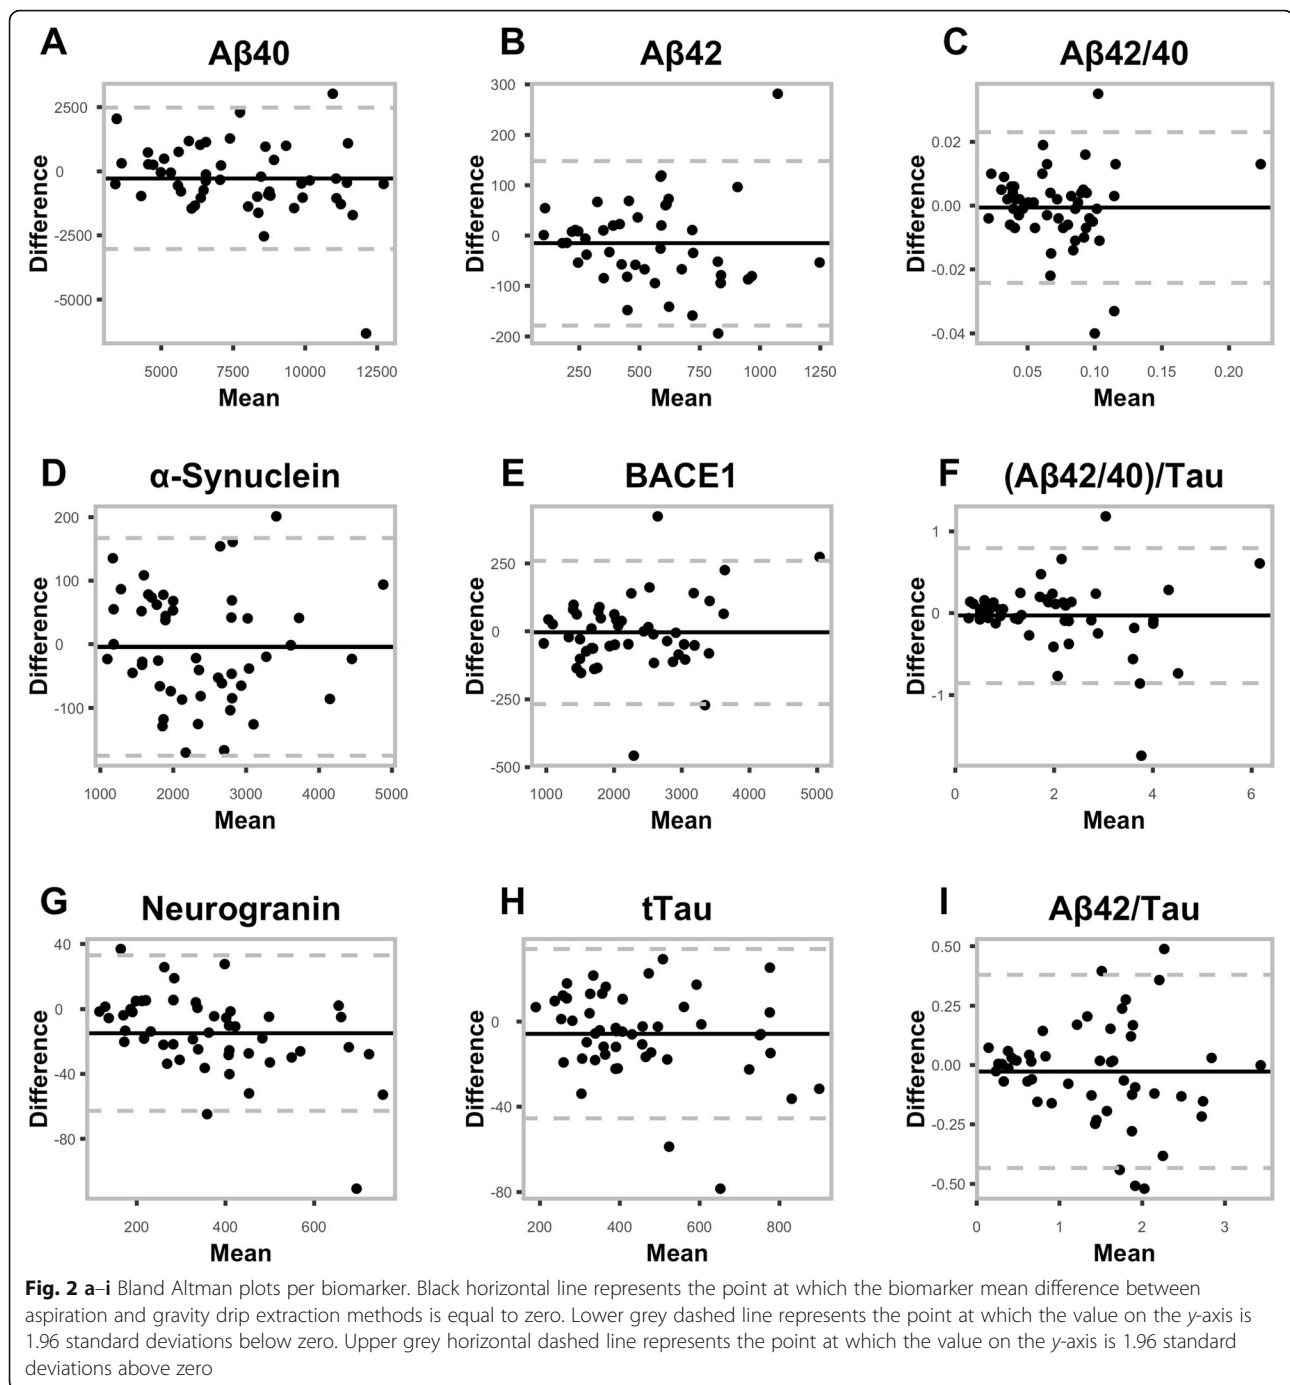 A Aβ40
2500
0
-2500
-5000
Difference
5000 7500 10000 12500
Mean
B Aβ42
300
200
100
0
-100
-200
Difference
250 500 750 1000 1250
Mean
C Aβ42/40
0.02
0.00
-0.02
-0.04
Difference
0.05 0.10 0.15 0.20
Mean
D α-Synuclein
200
100
0
-100
Difference
1000 2000 3000 4000 5000
Mean
E BACE1
250
0
-250
-500
Difference
1000 2000 3000 4000 5000
Mean
F (Aβ42/40)/Tau
1
0
-1
Difference
0 2 4 6
Mean
G Neurogranin
40
0
-40
-80
Difference
200 400 600
Mean
H tTau
0
-40
-80
Difference
200 400 600 800
Mean
I Aβ42/Tau
0.50
0.25
0.00
-0.25
-0.50
Difference
0 1 2 3
Mean
Fig. 2 a–i Bland Altman plots per biomarker. Black horizontal line represents the point at which the biomarker mean difference between
aspiration and gravity drip extraction methods is equal to zero. Lower grey dashed line represents the point at which the value on the y-axis is
1.96 standard deviations below zero. Upper grey horizontal dashed line represents the point at which the value on the y-axis is 1.96 standard
deviations above zero